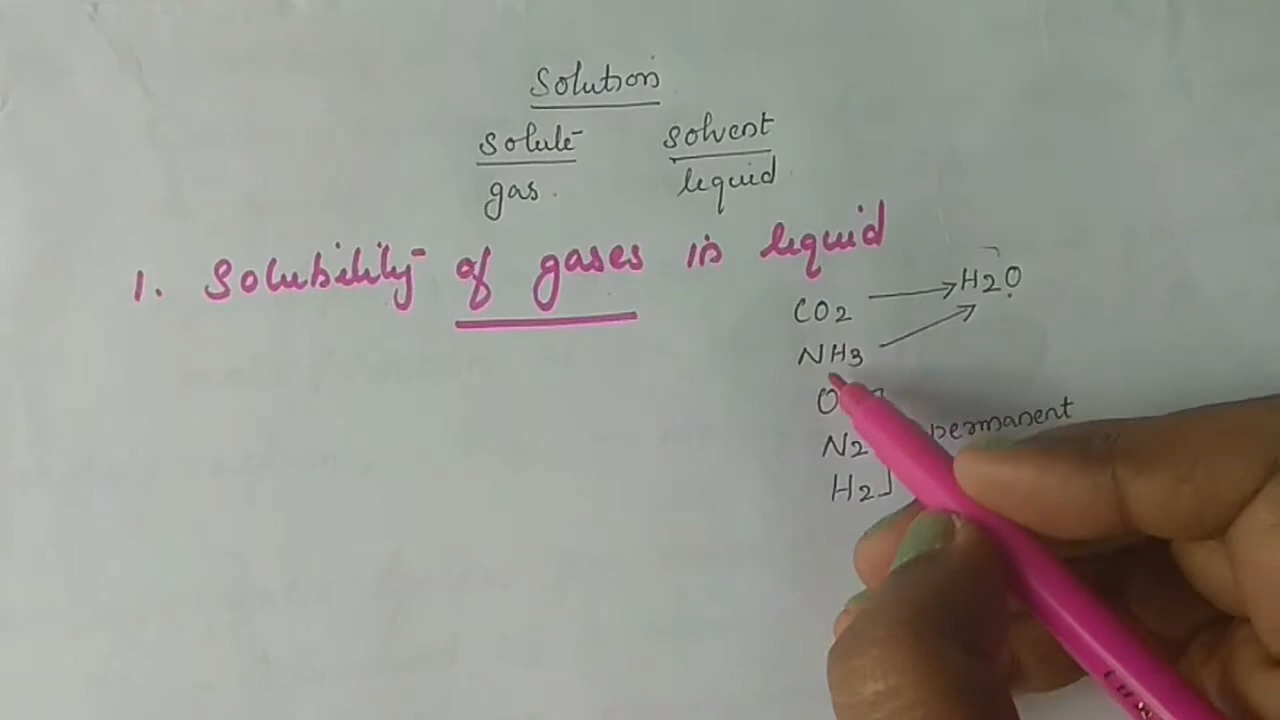 Solution
Solute solvent
gas. liquid
1. Solubility of gases in liquid
CO2 → H2O
NH3
O
N2 permanent
H2